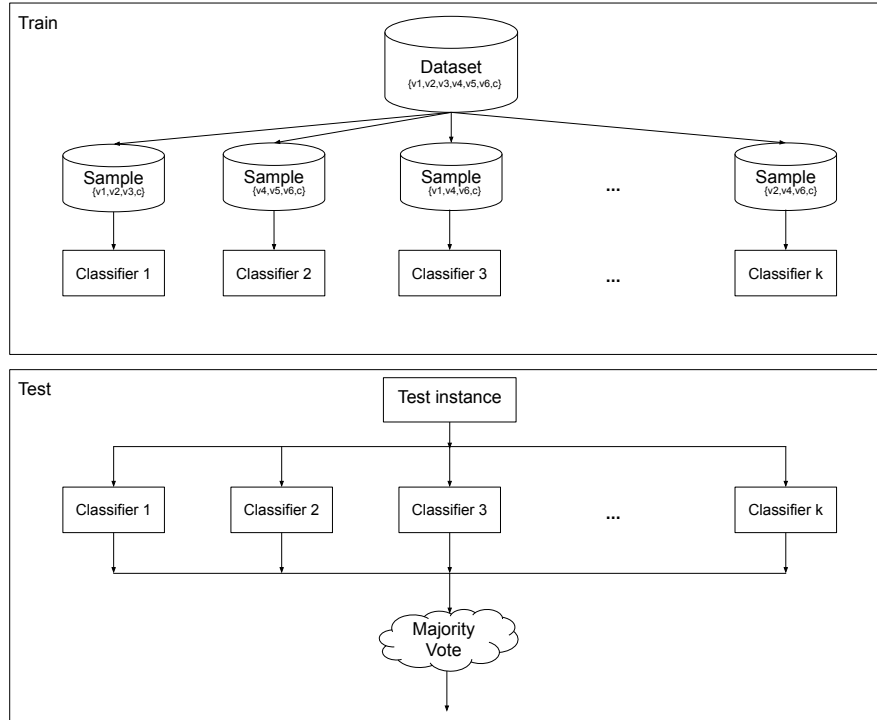 Train
Dataset
{v1,v2,v3,v4,v5,v6,c}
Sample
{v1,v2,v3,c}
Sample
{v4,v5,v6,c}
Sample
{v1,v4,v6,c}
...
Sample
{v2,v4,v6,c}
Classifier 1
Classifier 2
Classifier 3
...
Classifier k
Test
Test instance
Classifier 1
Classifier 2
Classifier 3
...
Classifier k
Majority
Vote